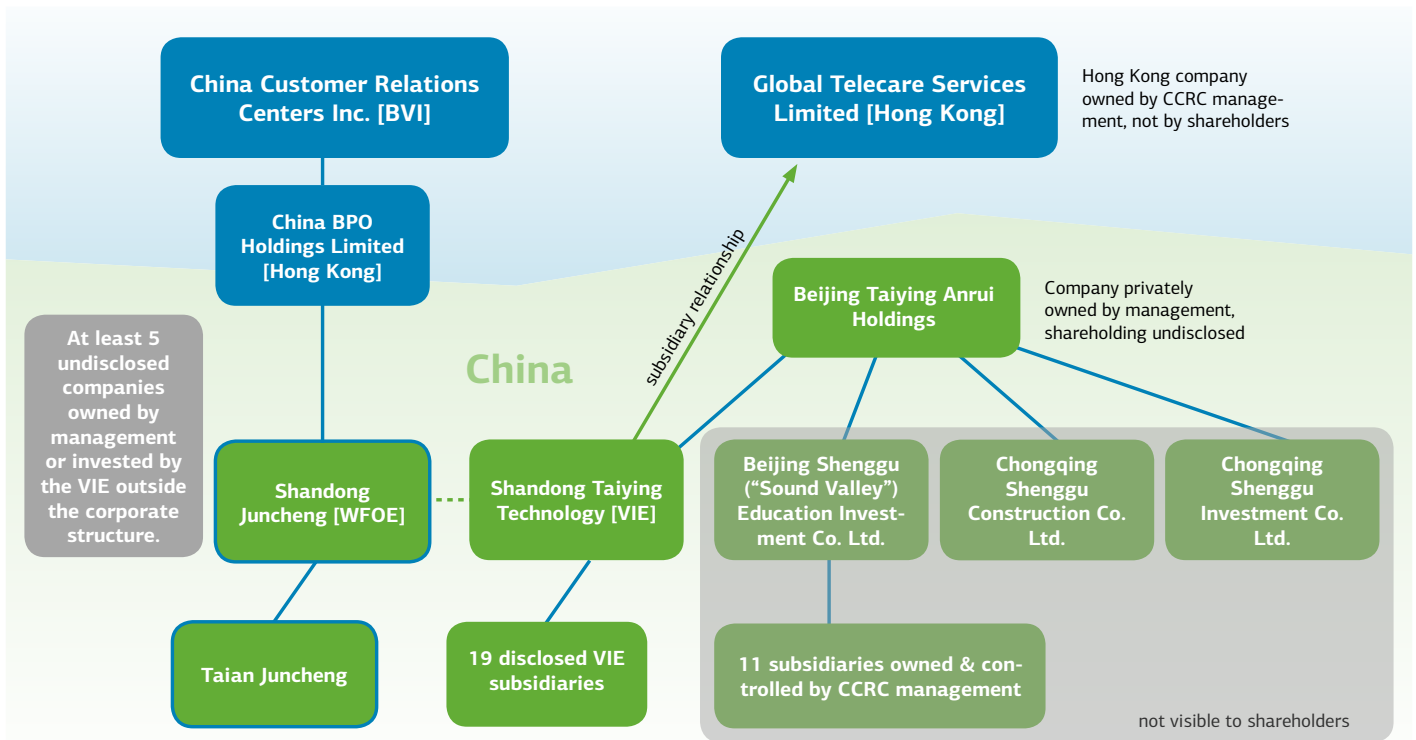 China Customer Relations
Centers Inc. [BVI]
Global Telecare Services
Limited [Hong Kong]
Hong Kong company
owned by CCRC manage-
ment, not by shareholders
China BPO
Holdings Limited
[Hong Kong]
subsidiary relationship
Beijing Taiying Anrui
Holdings
Company privately
owned by management,
shareholding undisclosed
At least 5
undisclosed
companies
owned by
management
or invested by
the VIE outside
the corporate
structure.
China
Shandong
Juncheng [WFOE]
Shandong Taiying
Technology [VIE]
Beijing Shenggu
(“Sound Valley”)
Education Invest-
ment Co. Ltd.
Chongqing
Shenggu
Construction Co.
Ltd.
Chongqing
Shenggu
Investment Co.
Ltd.
Taian Juncheng
19 disclosed VIE
subsidiaries
11 subsidiaries owned & con-
trolled by CCRC management
not visible to shareholders